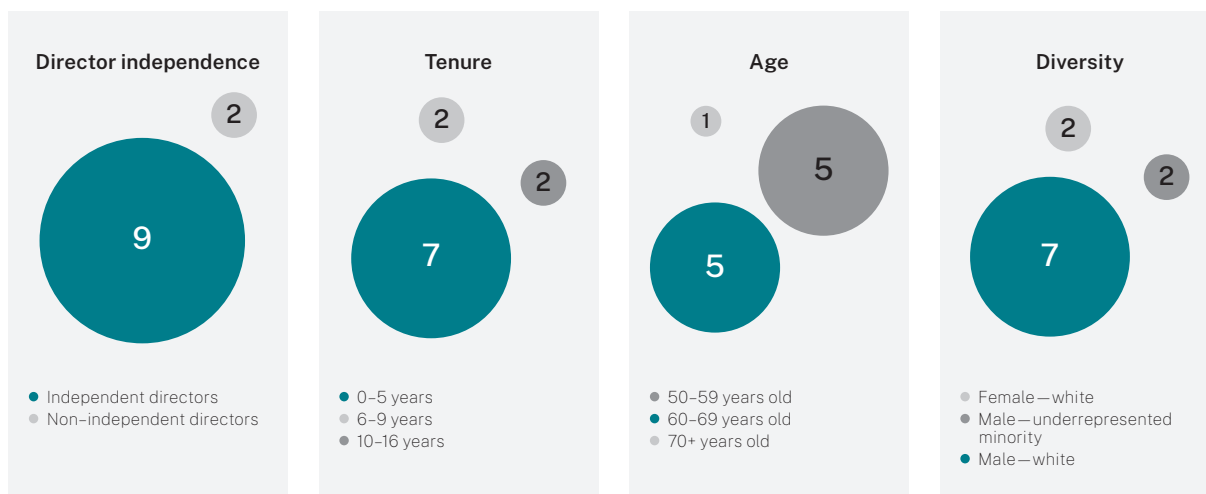 Director independence
2
9
Independent directors
Non-independent directors
Tenure
2
2
7
0–5 years
6–9 years
10–16 years
Age
1
5
5
50–59 years old
60–69 years old
70+ years old
Diversity
2
2
7
Female—white
Male—underrepresented
minority
Male—white